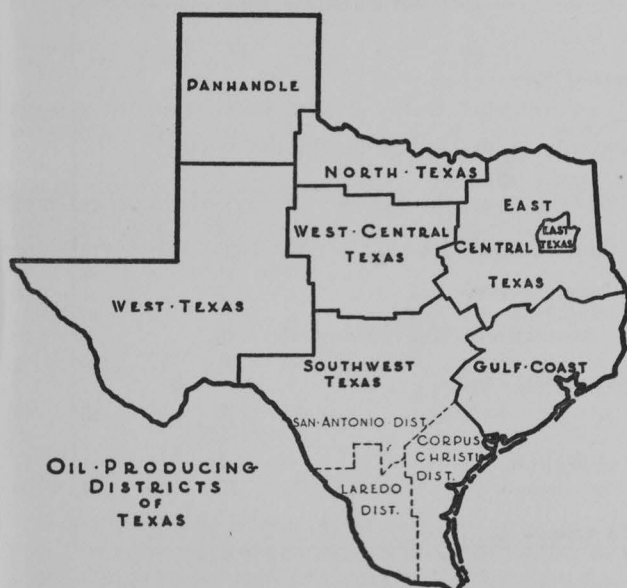 PANHANDLE
NORTH·TEXAS
EAST
CENTRAL
TEXAS
EAST
TEXAS
WEST·CENTRAL
TEXAS
WEST·TEXAS
SOUTHWEST
TEXAS
GULF·COAST
SAN·ANTONIO DIST.
CORPUS
CHRISTI
DIST.
LAREDO
DIST.
OIL·PRODUCING
DISTRICTS
OF
TEXAS